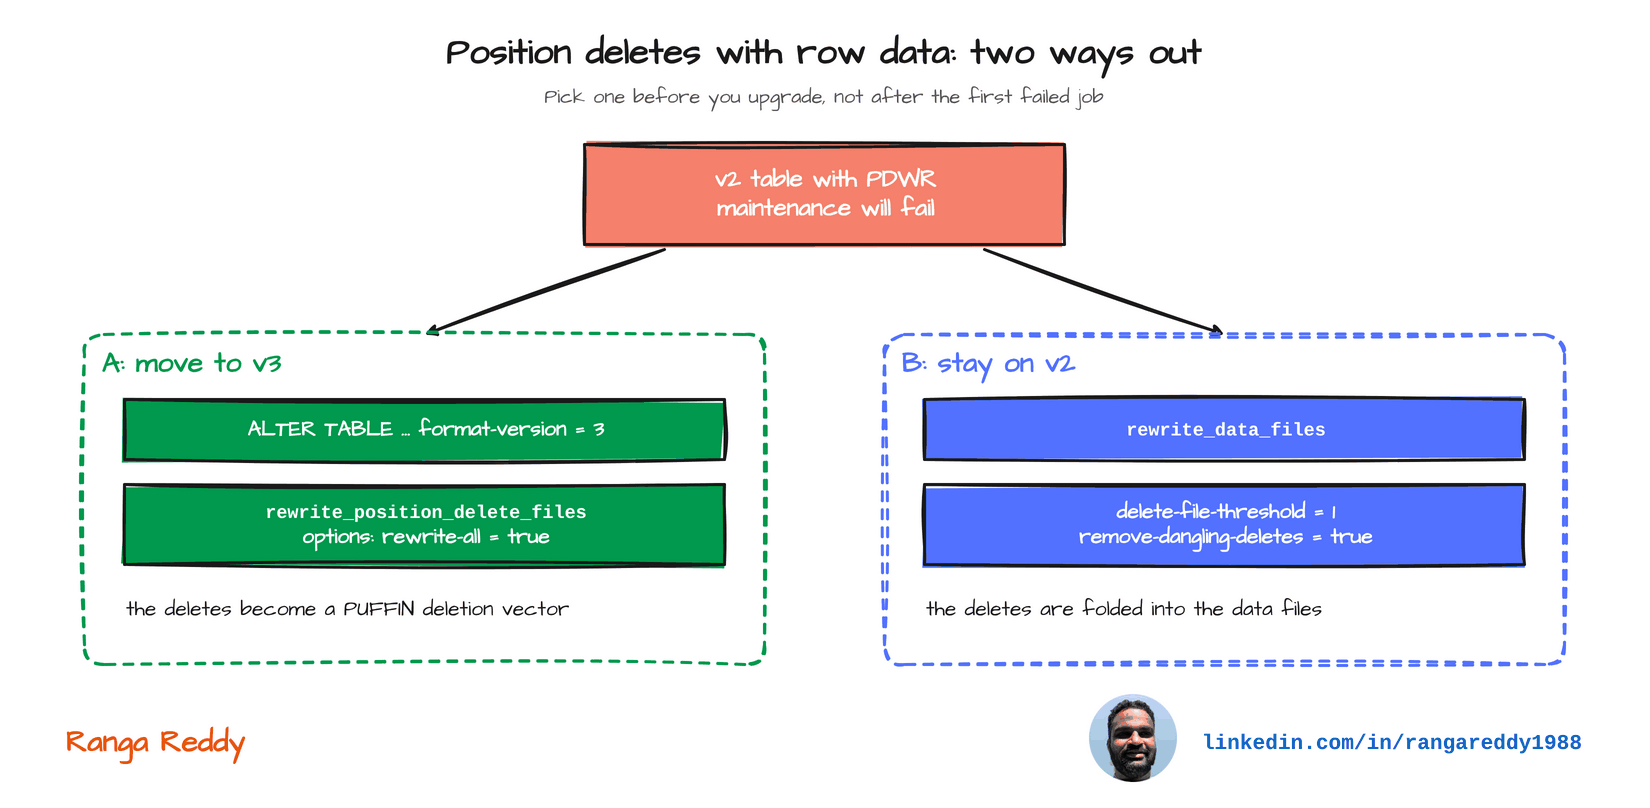 Position deletes with row data: two ways out
Pick one before you upgrade, not after the first failed job
v2 table with PDWR
maintenance will fail
A: move to v3
ALTER TABLE ... format-version = 3
rewrite_position_delete_files
options: rewrite-all = true
the deletes become a PUFFIN deletion vector
B: stay on v2
rewrite_data_files
delete-file-threshold = 1
remove-dangling-deletes = true
the deletes are folded into the data files
Ranga Reddy
linkedin.com/in/rangareddy1988